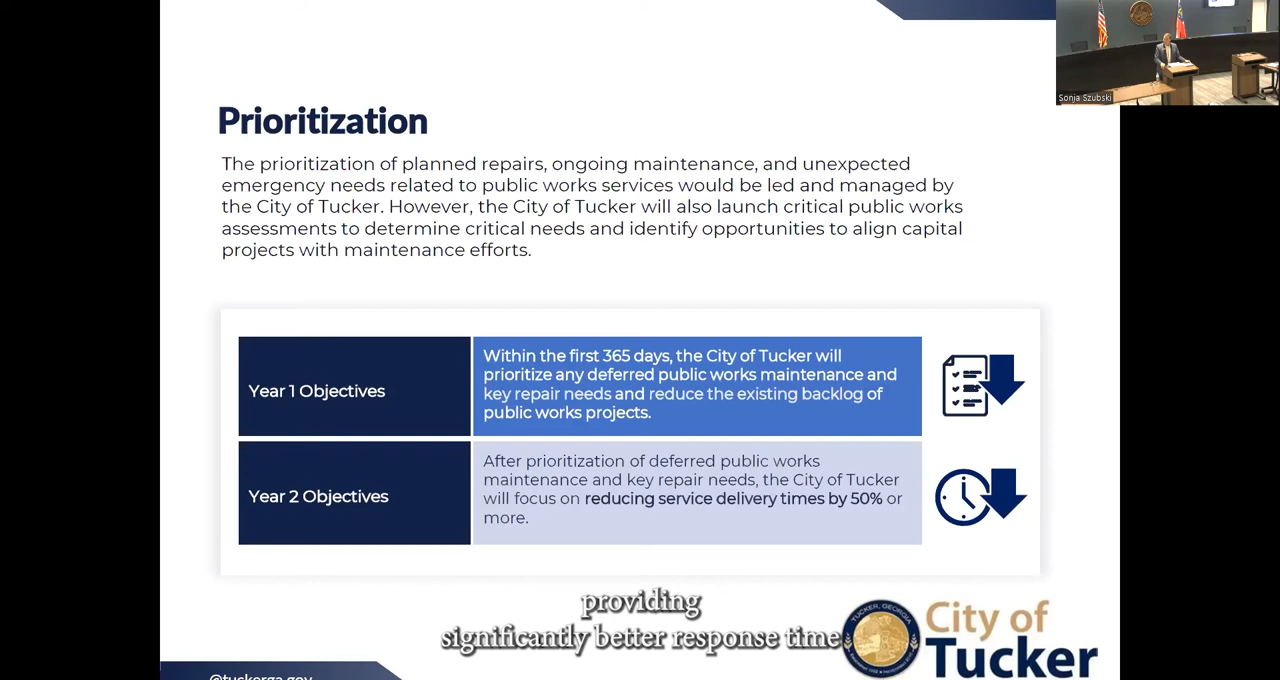 Sonja Szubski
Prioritization
The prioritization of planned repairs, ongoing maintenance, and unexpected
emergency needs related to public works services would be led and managed by
the City of Tucker. However, the City of Tucker will also launch critical public works
assessments to determine critical needs and identify opportunities to align capital
projects with maintenance efforts.
Year 1 Objectives
Within the first 365 days, the City of Tucker will
prioritize any deferred public works maintenance and
key repair needs and reduce the existing backlog of
public works projects.
Year 2 Objectives
After prioritization of deferred public works
maintenance and key repair needs, the City of Tucker
will focus on reducing service delivery times by 50% or
more.
providing
significantly better response time
TUCKER, GEORGIA
City of
Tucker
@tuckerga.gov